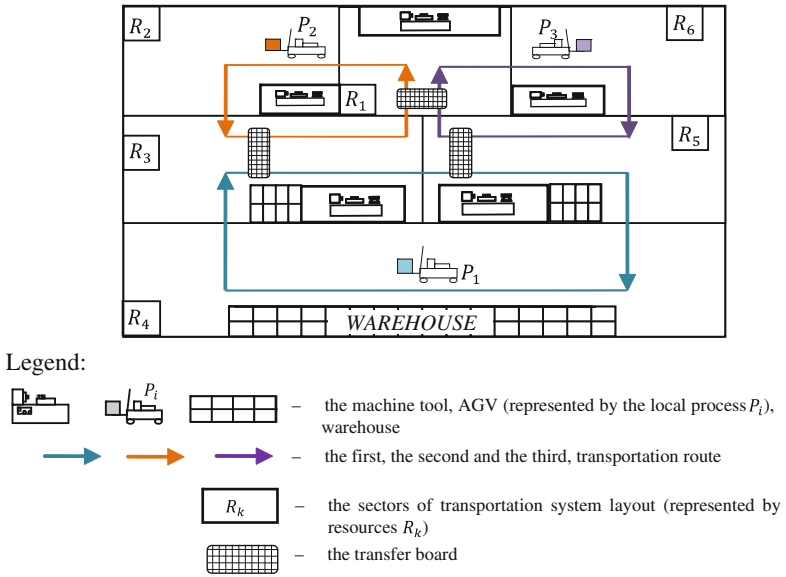 R₂ P₂ P₃ R₆
R₁
R₃ R₅
P₁
R₄ WAREHOUSE
Legend:
Pᵢ
– the machine tool, AGV (represented by the local process Pᵢ),
warehouse
– the first, the second and the third, transportation route
Rₖ – the sectors of transportation system layout (represented by
resources Rₖ)
– the transfer board